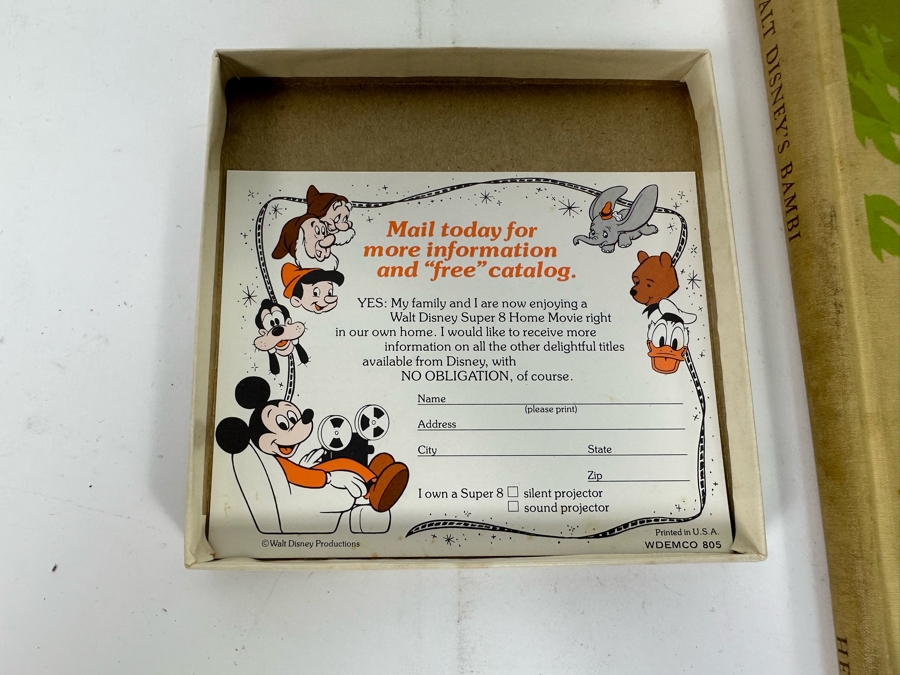 Mail today for
more information
and “free” catalog.
YES: My family and I are now enjoying a
Walt Disney Super 8 Home Movie right
in our own home. I would like to receive more
information on all the other delightful titles
available from Disney, with
NO OBLIGATION, of course.
Name
(please print)
Address
City State
Zip
I own a Super 8 □ silent projector
□ sound projector
©Walt Disney Productions
Printed in U.S.A.
WDEMCO 805
WALT DISNEY'S BAMBI